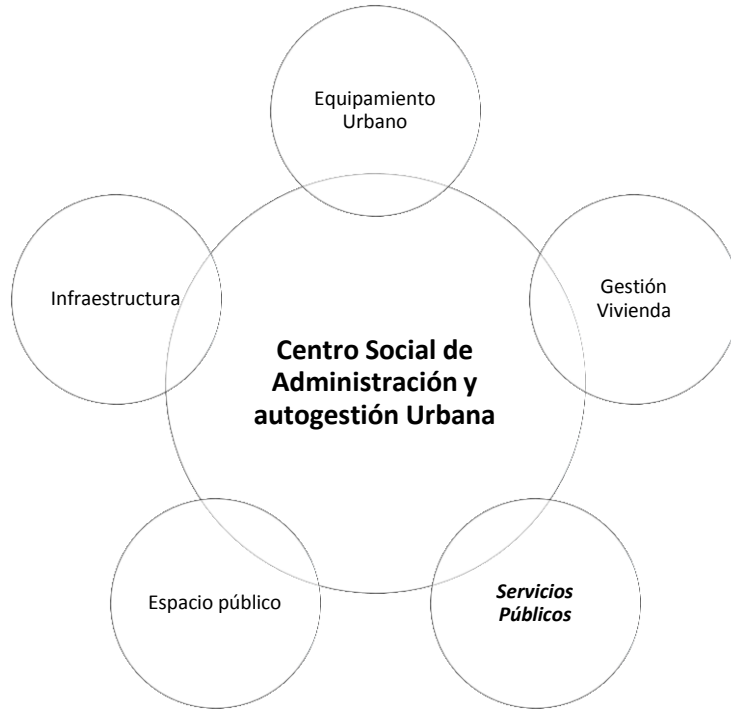 Equipamiento
Urbano
Infraestructura
Gestión
Vivienda
Centro Social de
Administración y
autogestión Urbana
Espacio público
Servicios
Públicos